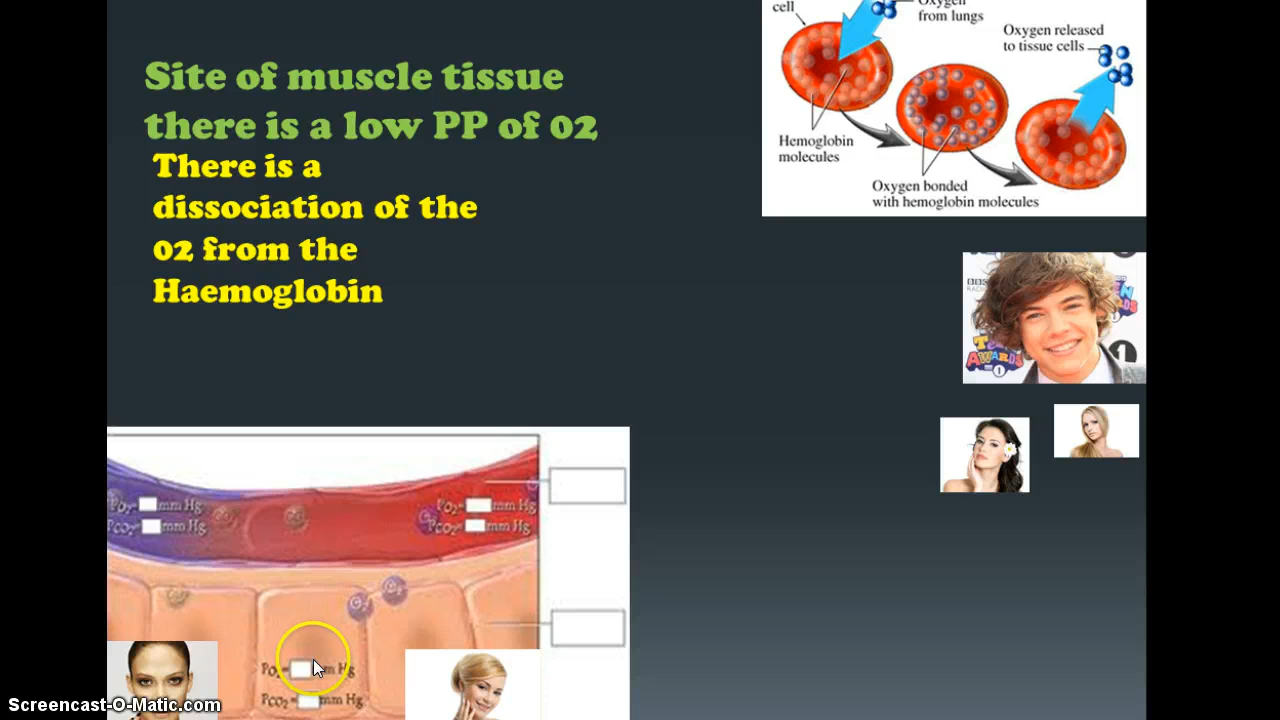 Site of muscle tissue
there is a low PP of 02
There is a
dissociation of the
02 from the
Haemoglobin
cell
Oxygen
from lungs
Oxygen released
to tissue cells
Hemoglobin
molecules
Oxygen bonded
with hemoglobin molecules
BBC
1
PO2= mm Hg
PCO2= mm Hg
PO2= mm Hg
PCO2= mm Hg
PO2= mm Hg
PCO2= mm Hg
Screencast-O-Matic.com